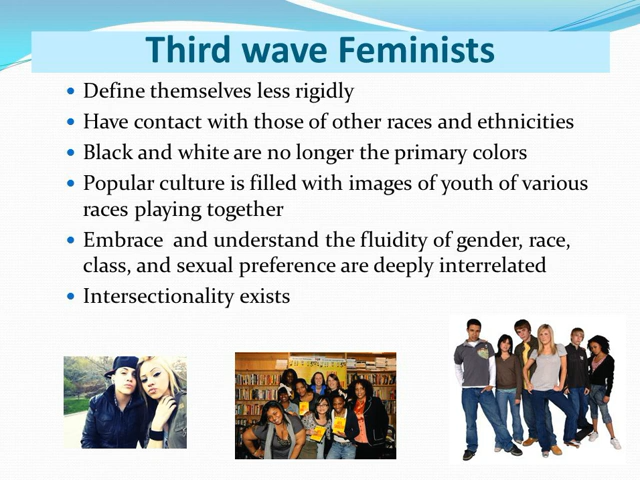 Third wave Feminists
Define themselves less rigidly
Have contact with those of other races and ethnicities
Black and white are no longer the primary colors
Popular culture is filled with images of youth of various
races playing together
Embrace  and understand the fluidity of gender, race,
class, and sexual preference are deeply interrelated
Intersectionality exists